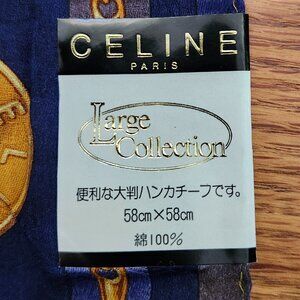 CELINE
PARIS
Large
Collection
便利な大判ハンカチーフです。
58cm×58cm
綿100%